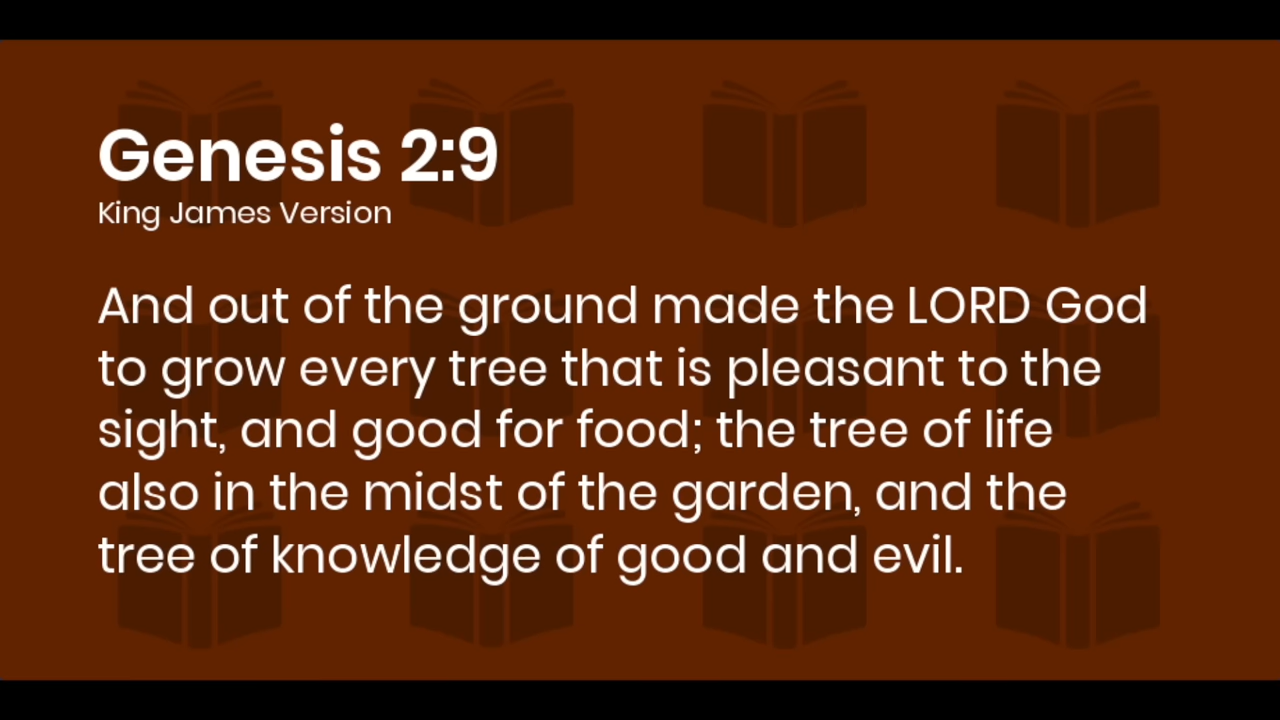 Genesis 2:9
King James Version
And out of the ground made the LORD God
to grow every tree that is pleasant to the
sight, and good for food; the tree of life
also in the midst of the garden, and the
tree of knowledge of good and evil.